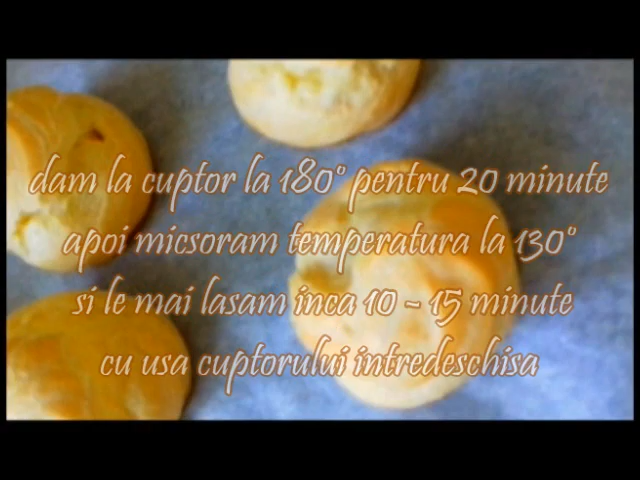 dam la cuptor la 180° pentru 20 minute
apoi micsoram temperatura la 130°
si le mai lasam inca 10 - 15 minute
cu usa cuptorului intredeschisa